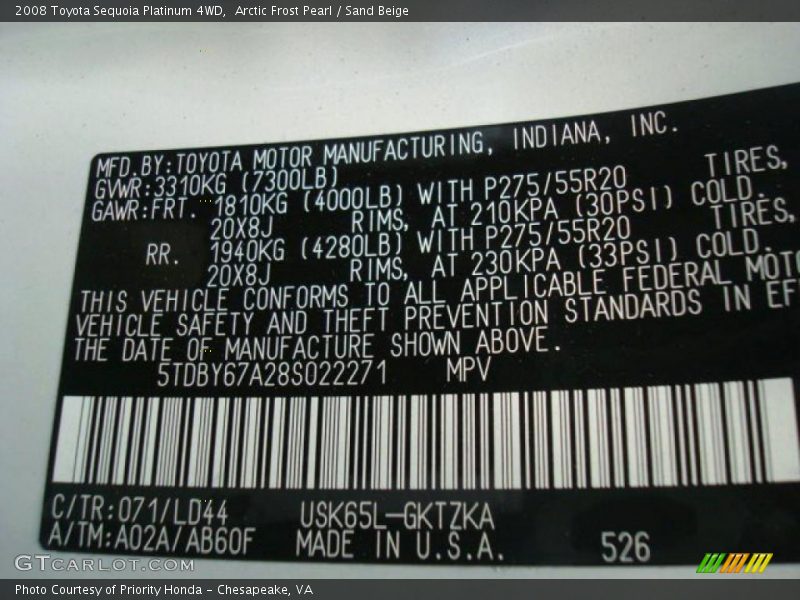 2008 Toyota Sequoia Platinum 4WD,  Arctic Frost Pearl / Sand Beige
MFD.BY:TOYOTA MOTOR MANUFACTURING, INDIANA, INC.
GVWR:3310KG (7300LB)
GAWR:FRT. 1810KG (4000LB) WITH P275/55R20 TIRES,
20X8J RIMS, AT 210KPA (30PSI) COLD.
RR. 1940KG (4280LB) WITH P275/55R20 TIRES,
20X8J RIMS, AT 230KPA (33PSI) COLD.
THIS VEHICLE CONFORMS TO ALL APPLICABLE FEDERAL MOTO
VEHICLE SAFETY AND THEFT PREVENTION STANDARDS IN EF
THE DATE OF MANUFACTURE SHOWN ABOVE.
5TDBY67A28S022271 MPV
C/TR:071/LD44 USK65L-GKTZKA
A/TM:A02A/AB60F MADE IN U.S.A. 526
GTCARLOT.COM
Photo Courtesy of Priority Honda - Chesapeake, VA